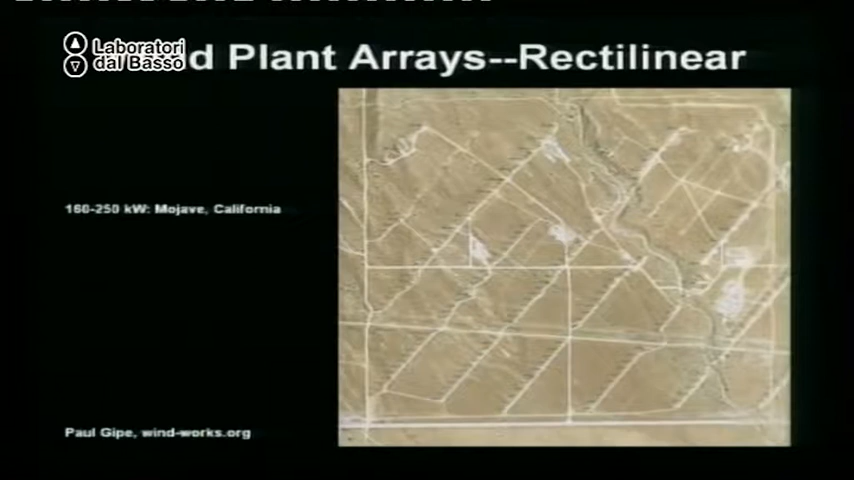 Laboratori
dal Basso
d Plant Arrays--Rectilinear
160-250 kW: Mojave, California
Paul Gipe, wind-works.org